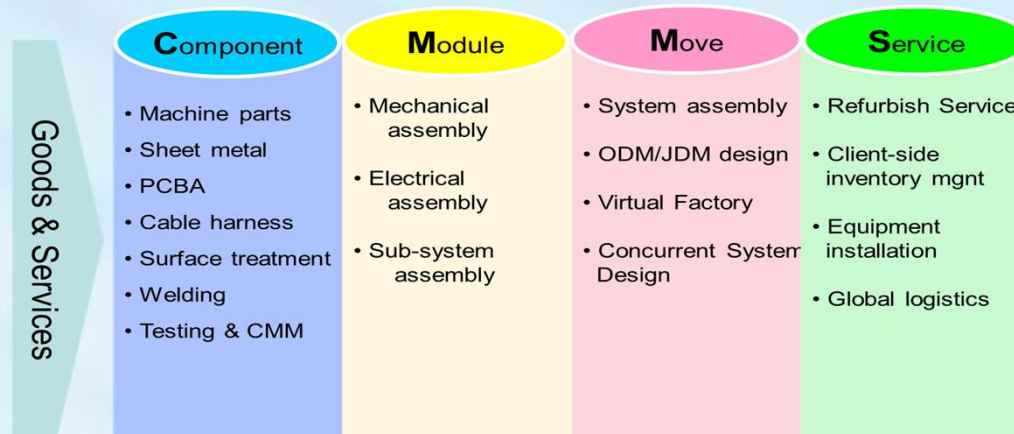 Goods & Services
Component
• Machine parts
• Sheet metal
• PCBA
• Cable harness
• Surface treatment
• Welding
• Testing & CMM
Module
• Mechanical
assembly
• Electrical
assembly
• Sub-system
assembly
Move
• System assembly
• ODM/JDM design
• Virtual Factory
• Concurrent System
Design
Service
• Refurbish Service
• Client-side
inventory mgnt
• Equipment
installation
• Global logistics